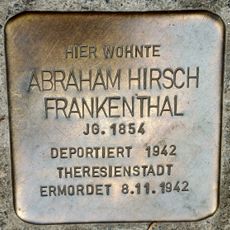 HIER WOHNTE
ABRAHAM HIRSCH
FRANKENTHAL
JG. 1854
DEPORTIERT 1942
THERESIENSTADT
ERMORDET 8.11.1942